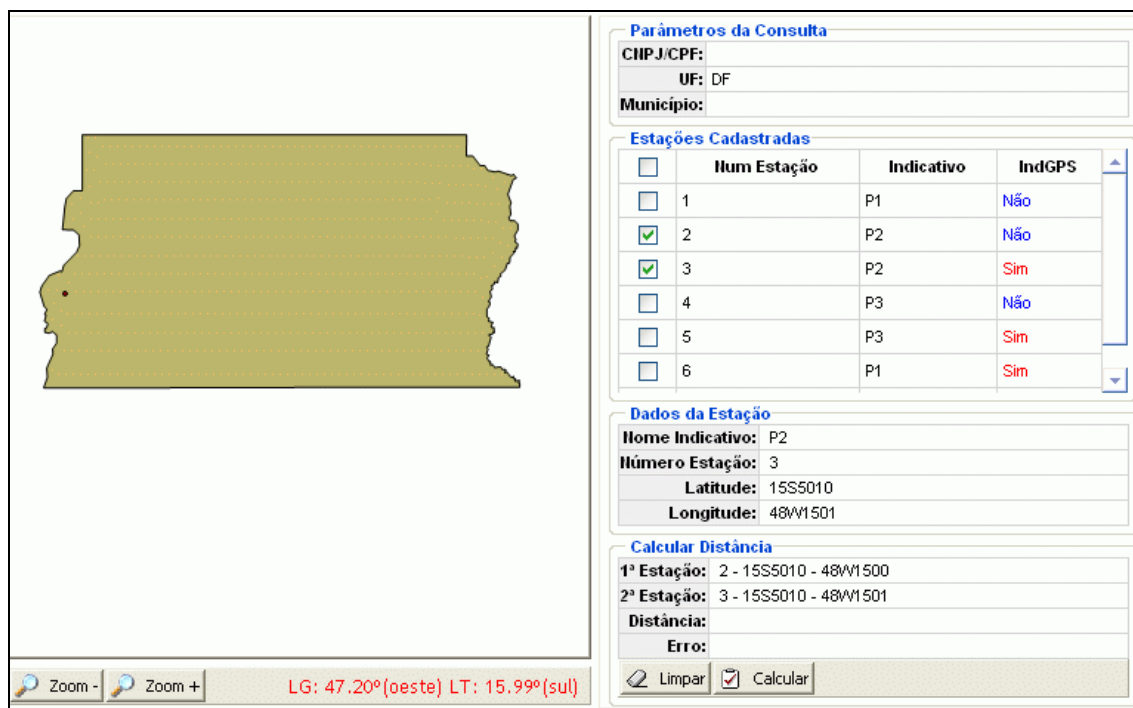 Parâmetros da Consulta
CNPJ/CPF:
UF: DF
Município:
Estações Cadastradas
Num Estação Indicativo IndGPS
1 P1 Não
2 P2 Não
3 P2 Sim
4 P3 Não
5 P3 Sim
6 P1 Sim
Dados da Estação
Nome Indicativo: P2
Número Estação: 3
Latitude: 15S5010
Longitude: 48W1501
Calcular Distância
1ª Estação: 2 - 15S5010 - 48W1500
2ª Estação: 3 - 15S5010 - 48W1501
Distância:
Erro:
Limpar Calcular
Zoom - Zoom + LG: 47.20º(oeste) LT: 15.99º(sul)